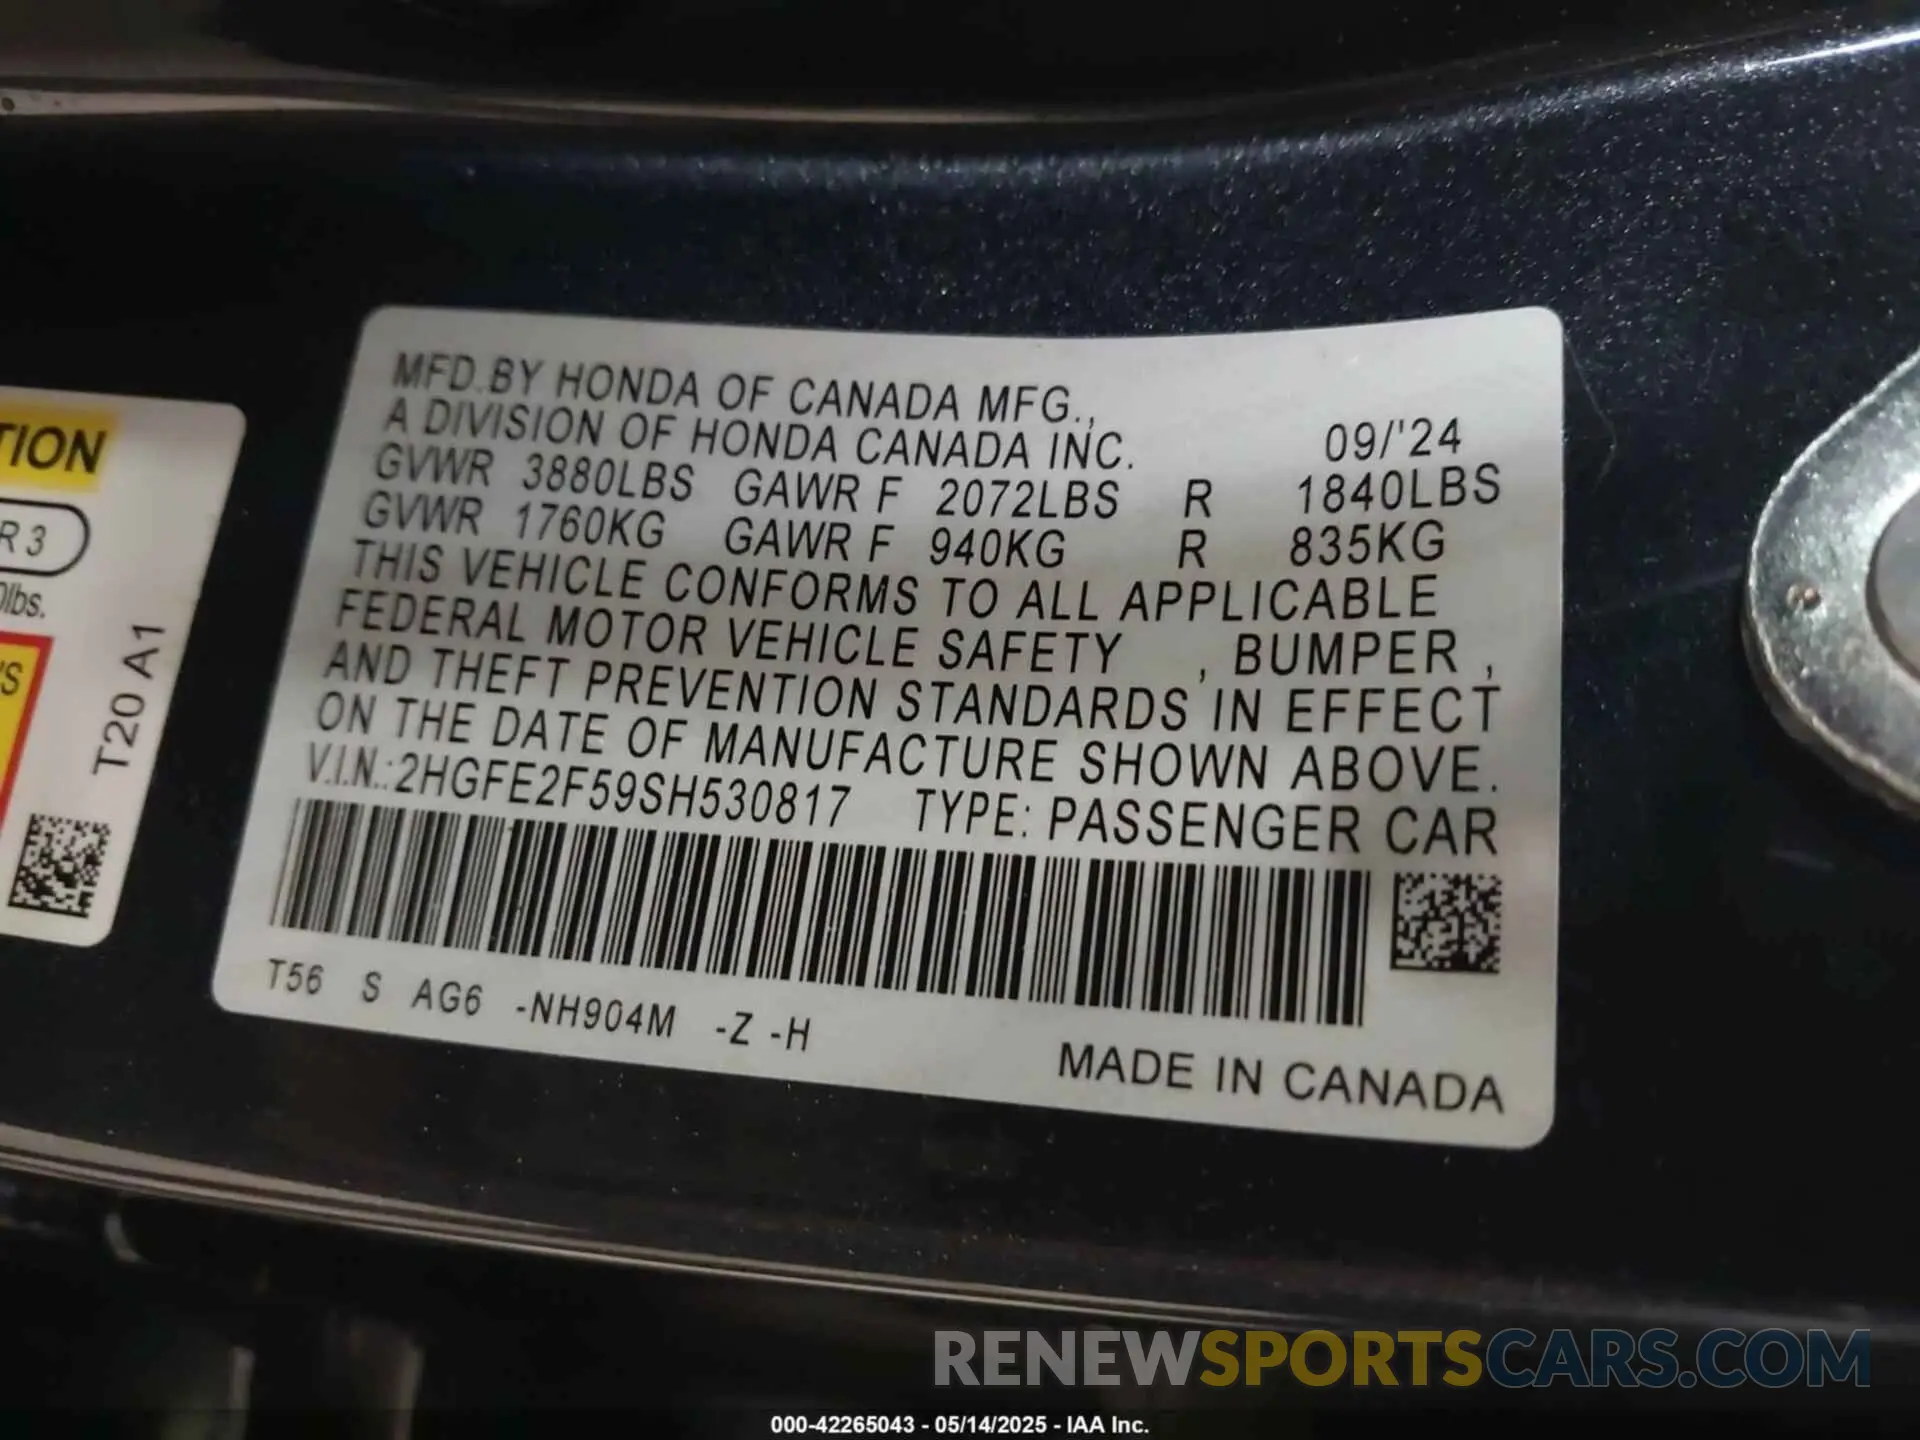 MFD.BY HONDA OF CANADA MFG.,
A DIVISION OF HONDA CANADA INC. 09/'24
GVWR 3880LBS GAWR F 2072LBS R 1840LBS
GVWR 1760KG GAWR F 940KG R 835KG
THIS VEHICLE CONFORMS TO ALL APPLICABLE
FEDERAL MOTOR VEHICLE SAFETY , BUMPER ,
AND THEFT PREVENTION STANDARDS IN EFFECT
ON THE DATE OF MANUFACTURE SHOWN ABOVE.
V.I.N.:2HGFE2F59SH530817 TYPE: PASSENGER CAR
T56 S AG6 -NH904M -Z -H
MADE IN CANADA
TION
R 3
lbs.
'S
T20 A1
RENEWSPORTSCARS.COM
000-42265043 - 05/14/2025 - IAA Inc.